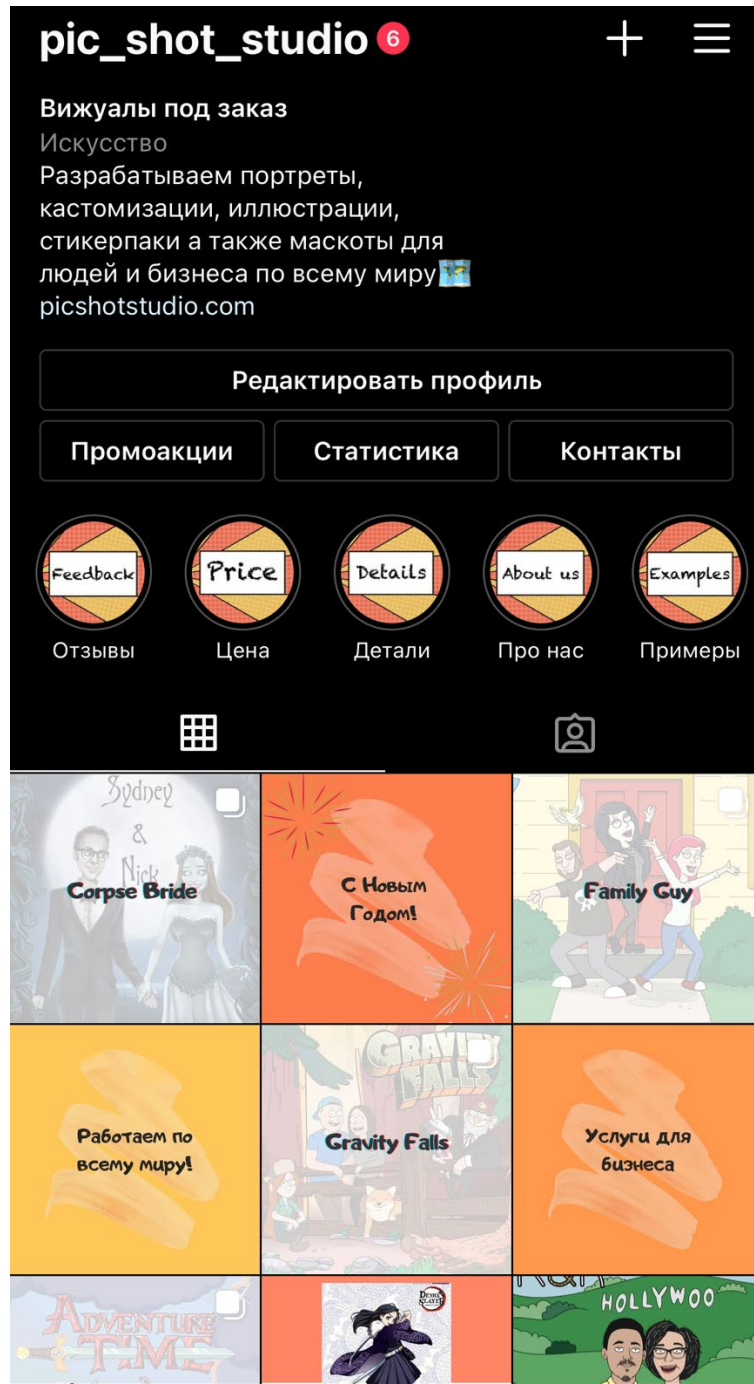 pic_shot_studio 6
Вижуалы под заказ
Искусство
Разрабатываем портреты,
кастомизации, иллюстрации,
стикерпаки а также маскоты для
людей и бизнеса по всему миру
picshotstudio.com
Редактировать профиль
Промоакции
Статистика
Контакты
Feedback
Price
Details
About us
Examples
Отзывы
Цена
Детали
Про нас
Примеры
Sydney
&
Nick
Corpse Bride
С Новым
Годом!
Family Guy
Работаем по
всему миру!
GRAVITY
FALLS
Gravity Falls
Услуги для
бизнеса
ADVENTURE
TIME
DEMON
SLAYER
HOLLYWOO